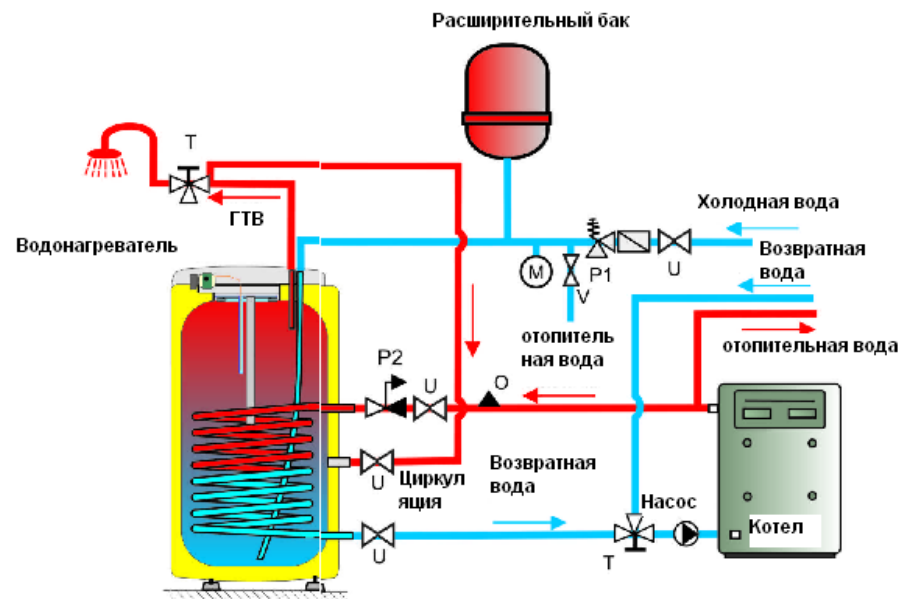 Расширительный бак
T
ГТВ
Водонагреватель
Холодная вода
Возвратная
вода
M
V
P1
U
отопитель
ная вода
отопительная вода
P2
U
O
U
Циркул
яция
Возвратная
вода
Насос
Котел
U
T